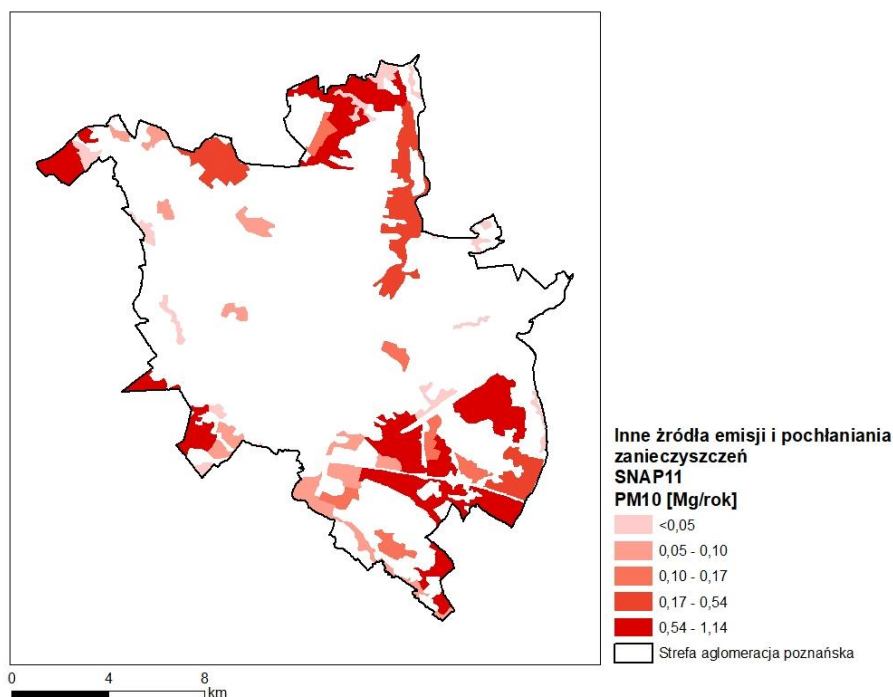 Inne źródła emisji i pochłaniania
zanieczyszczeń
SNAP11
PM10 [Mg/rok]
<0,05
0,05 - 0,10
0,10 - 0,17
0,17 - 0,54
0,54 - 1,14
Strefa aglomeracja poznańska
0 4 8
km